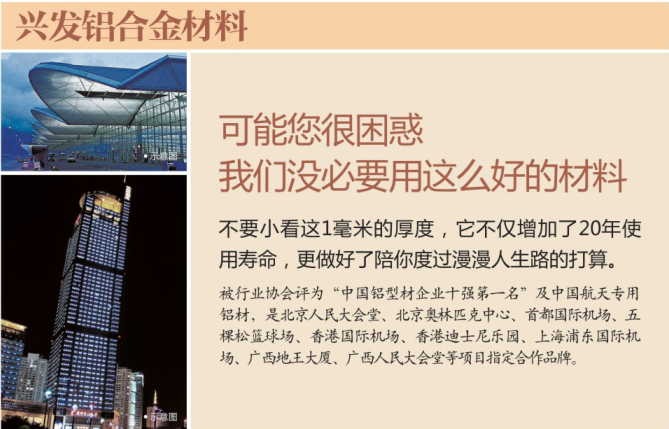 兴发铝合金材料
示意图
可能您很困惑
我们没必要用这么好的材料
不要小看这1毫米的厚度，它不仅增加了20年使
用寿命，更做好了陪你度过漫漫人生路的打算。
被行业协会评为“中国铝型材企业十强第一名”及中国航天专用
铝材，是北京人民大会堂、北京奥林匹克中心、首都国际机场、五
棵松篮球场、香港国际机场、香港迪士尼乐园、上海浦东国际机
场、广西地王大厦、广西人民大会堂等项目指定合作品牌。
示意图